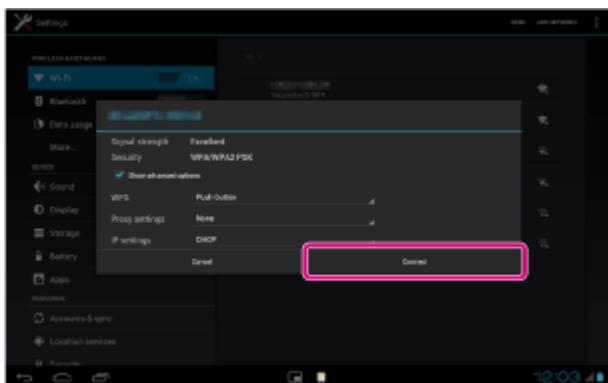 Settings
WIRELESS & NETWORKS
Wi-Fi
ON
Bluetooth
Data usage
More...
Signal strength Excellent
Security WPA/WPA2 PSK
Show advanced options
WPS Push button
Proxy settings None
IP settings DHCP
Cancel Connect
DEVICE
Sound
Display
Storage
Battery
Apps
PERSONAL
Accounts & sync
Location services
Security
12:03